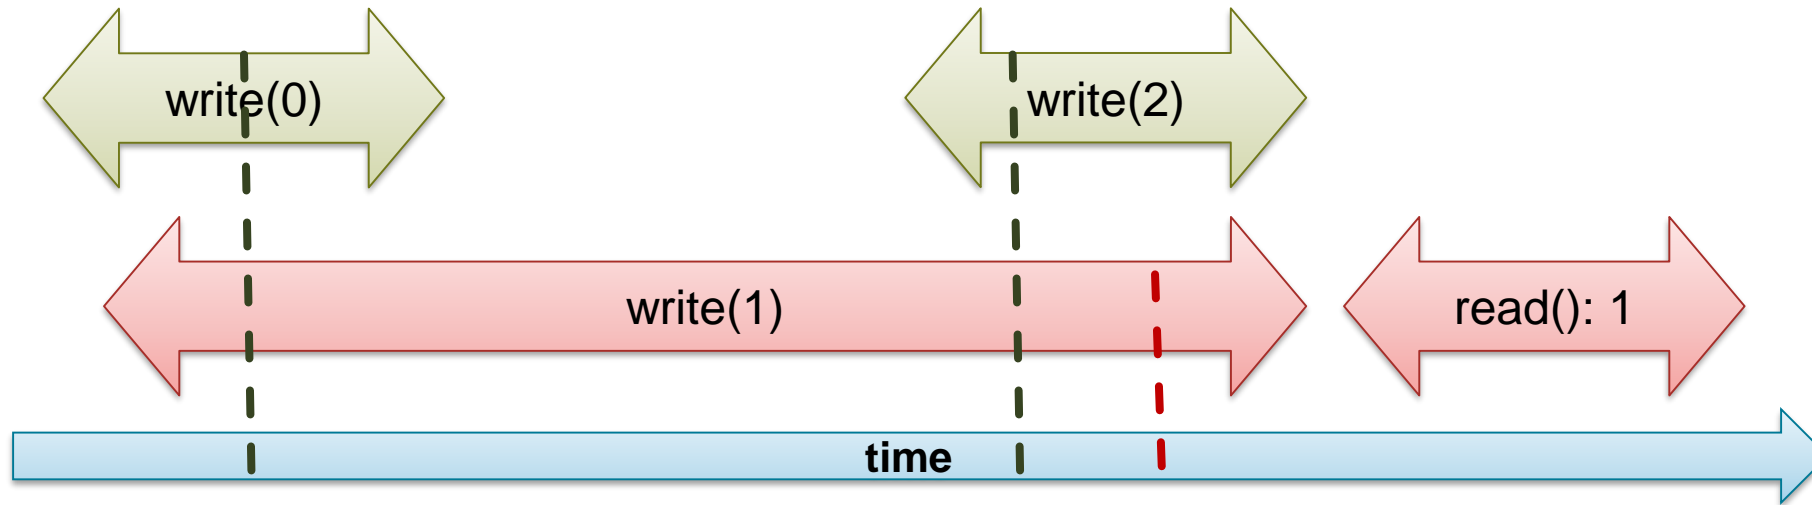 write(0)
write(2)
write(1)
read(): 1
time